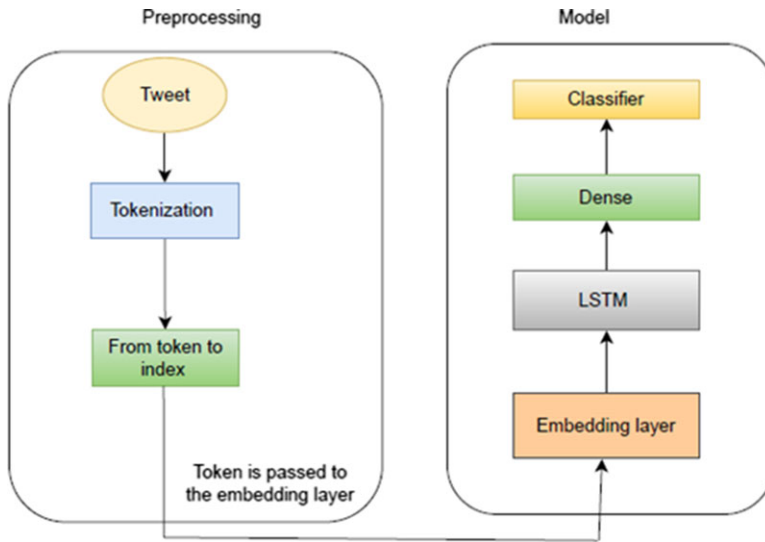 Preprocessing
Tweet
Tokenization
From token to
index
Token is passed to
the embedding layer
Model
Classifier
Dense
LSTM
Embedding layer